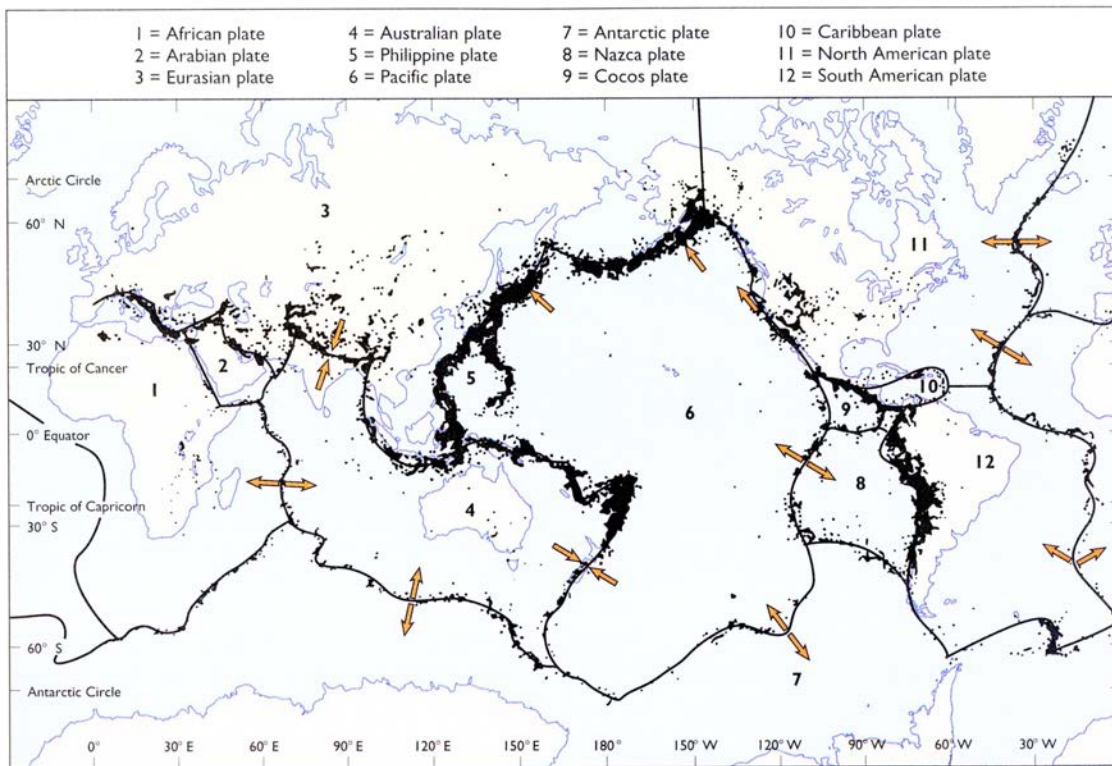 1 = African plate
2 = Arabian plate
3 = Eurasian plate
4 = Australian plate
5 = Philippine plate
6 = Pacific plate
7 = Antarctic plate
8 = Nazca plate
9 = Cocos plate
10 = Caribbean plate
11 = North American plate
12 = South American plate
Arctic Circle
60° N
30° N
Tropic of Cancer
0° Equator
Tropic of Capricorn
30° S
60° S
Antarctic Circle
3
11
2
1
5
10
6
9
12
8
4
7
0° 30° E 60° E 90° E 120° E 150° E 180° 150° W 120° W 90° W 60° W 30° W